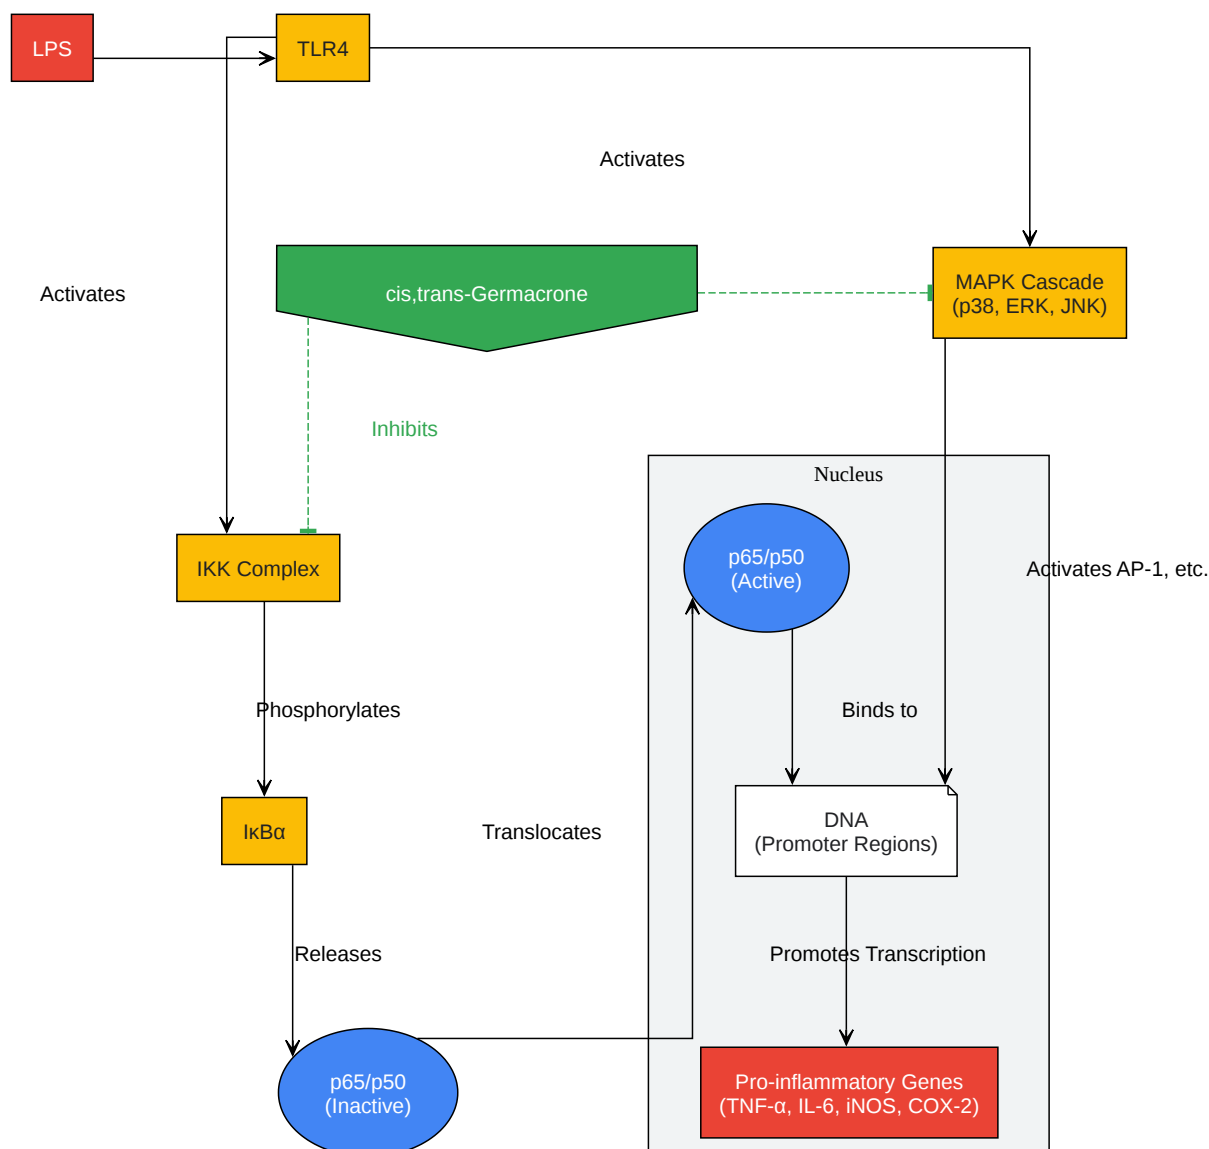 LPS
TLR4
Activates
Activates
cis,trans-Germacrone
MAPK Cascade
(p38, ERK, JNK)
Inhibits
Nucleus
p65/p50
(Active)
IKK Complex
Activates AP-1, etc.
Phosphorylates
Binds to
IκBα
Translocates
DNA
(Promoter Regions)
Releases
Promotes Transcription
p65/p50
(Inactive)
Pro-inflammatory Genes
(TNF-α, IL-6, iNOS, COX-2)